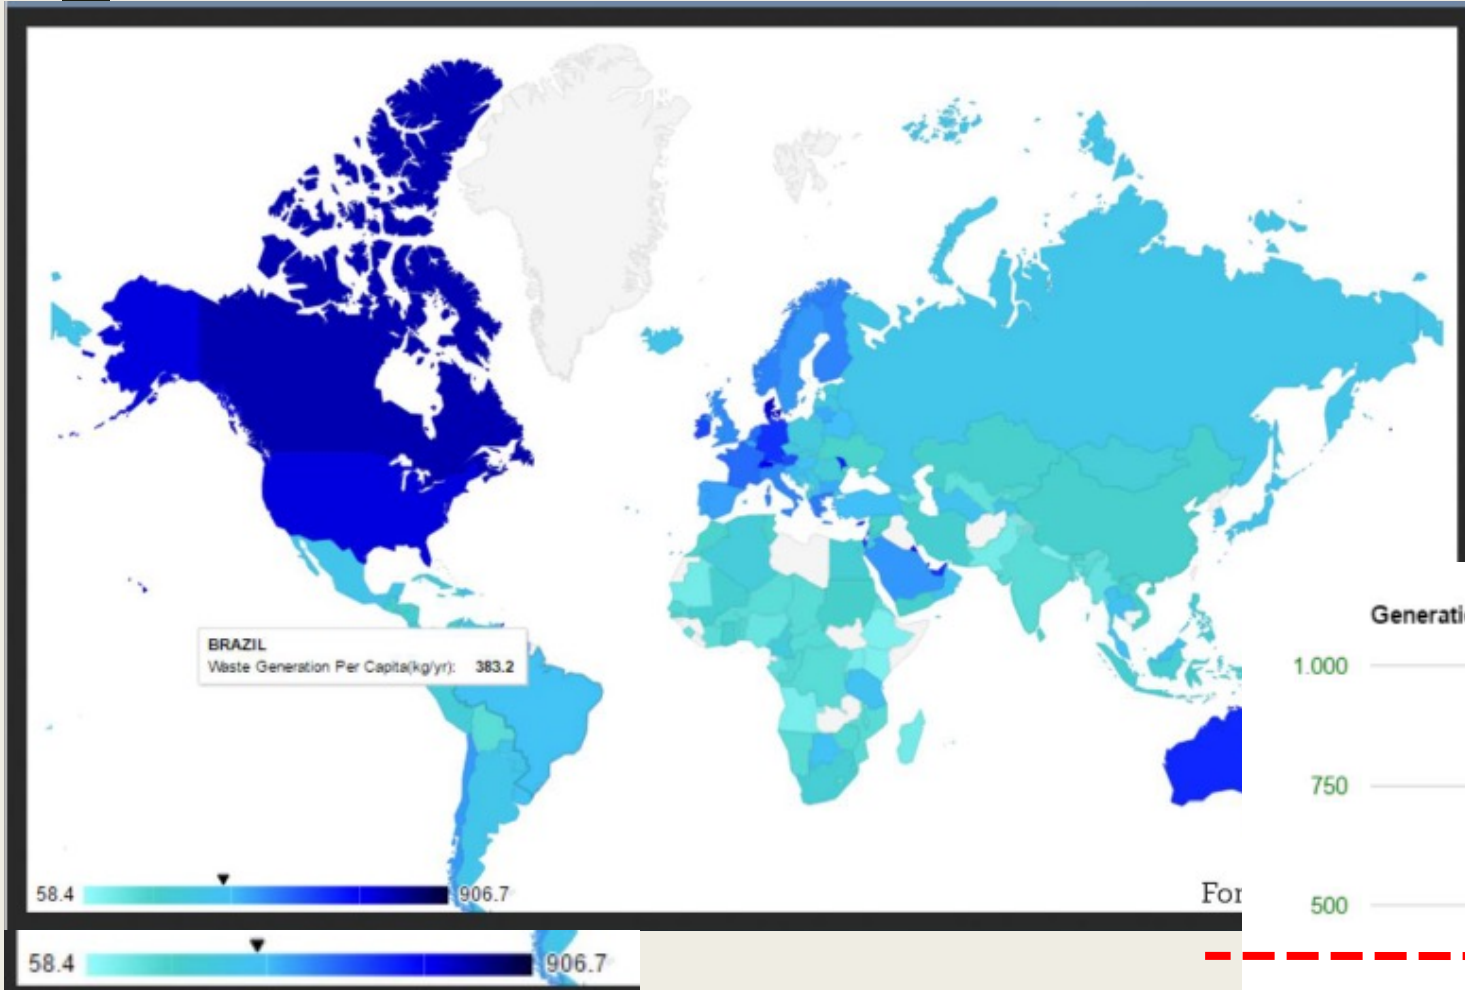 BRAZIL
Waste Generation Per Capita(kg/yr): 383.2
58.4 906.7
For
58.4 906.7
Generati
1.000
750
500